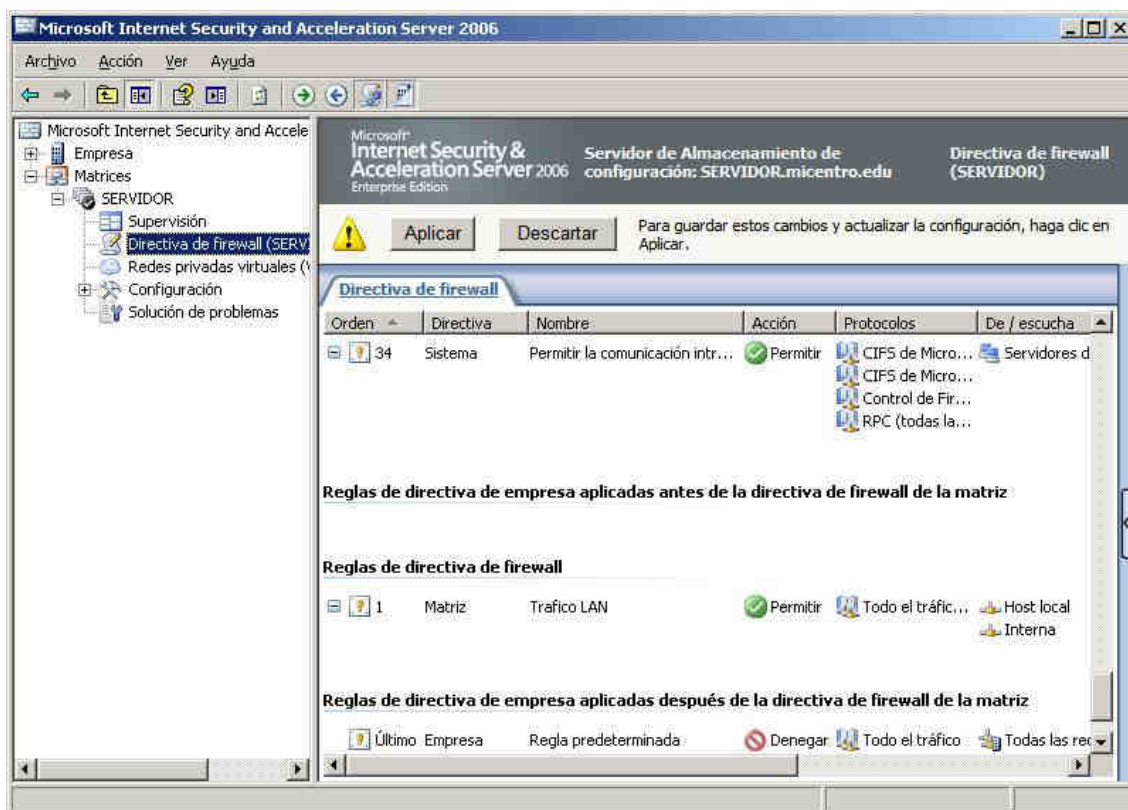 Microsoft Internet Security and Acceleration Server 2006
Archivo Acción Ver Ayuda
Microsoft Internet Security and Accele
Empresa
Matrices
SERVIDOR
Supervisión
Directiva de firewall (SERV
Redes privadas virtuales (
Configuración
Solución de problemas
Microsoft
Internet Security &
Acceleration Server 2006
Enterprise Edition
Servidor de Almacenamiento de
configuración: SERVIDOR.micentro.edu
Directiva de firewall
(SERVIDOR)
Aplicar Descartar
Para guardar estos cambios y actualizar la configuración, haga clic en
Aplicar.
Directiva de firewall
Orden Directiva Nombre Acción Protocolos De / escucha
34 Sistema Permitir la comunicación intr... Permitir CIFS de Micro... Servidores d
CIFS de Micro...
Control de Fir...
RPC (todas la...
Reglas de directiva de empresa aplicadas antes de la directiva de firewall de la matriz
Reglas de directiva de firewall
1 Matriz Trafico LAN Permitir Todo el tráfic... Host local
Interna
Reglas de directiva de empresa aplicadas después de la directiva de firewall de la matriz
Último Empresa Regla predeterminada Denegar Todo el tráfico Todas las rec